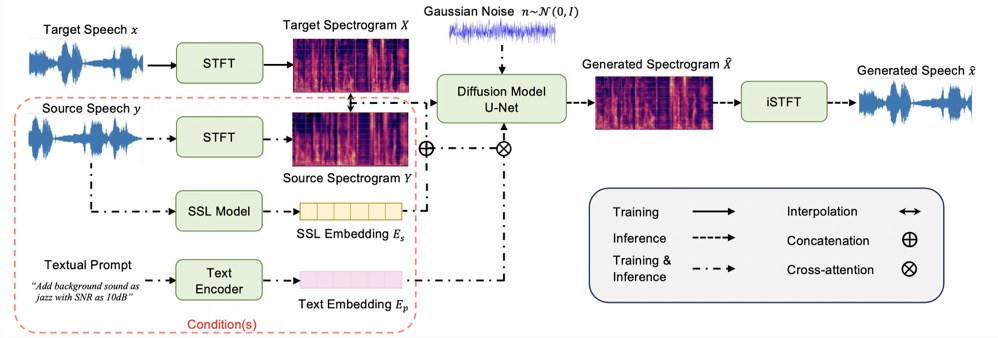 Gaussian Noise n~𝒩(0, I)
Target Speech x
Target Spectrogram X
STFT
Diffusion Model
U-Net
Generated Spectrogram X̂
iSTFT
Generated Speech x̂
Source Speech y
STFT
Source Spectrogram Y
SSL Model
SSL Embedding E_s
Textual Prompt
“Add background sound as
jazz with SNR as 10dB”
Text
Encoder
Text Embedding E_p
Condition(s)
Training
Inference
Training &
Inference
Interpolation
Concatenation
Cross-attention